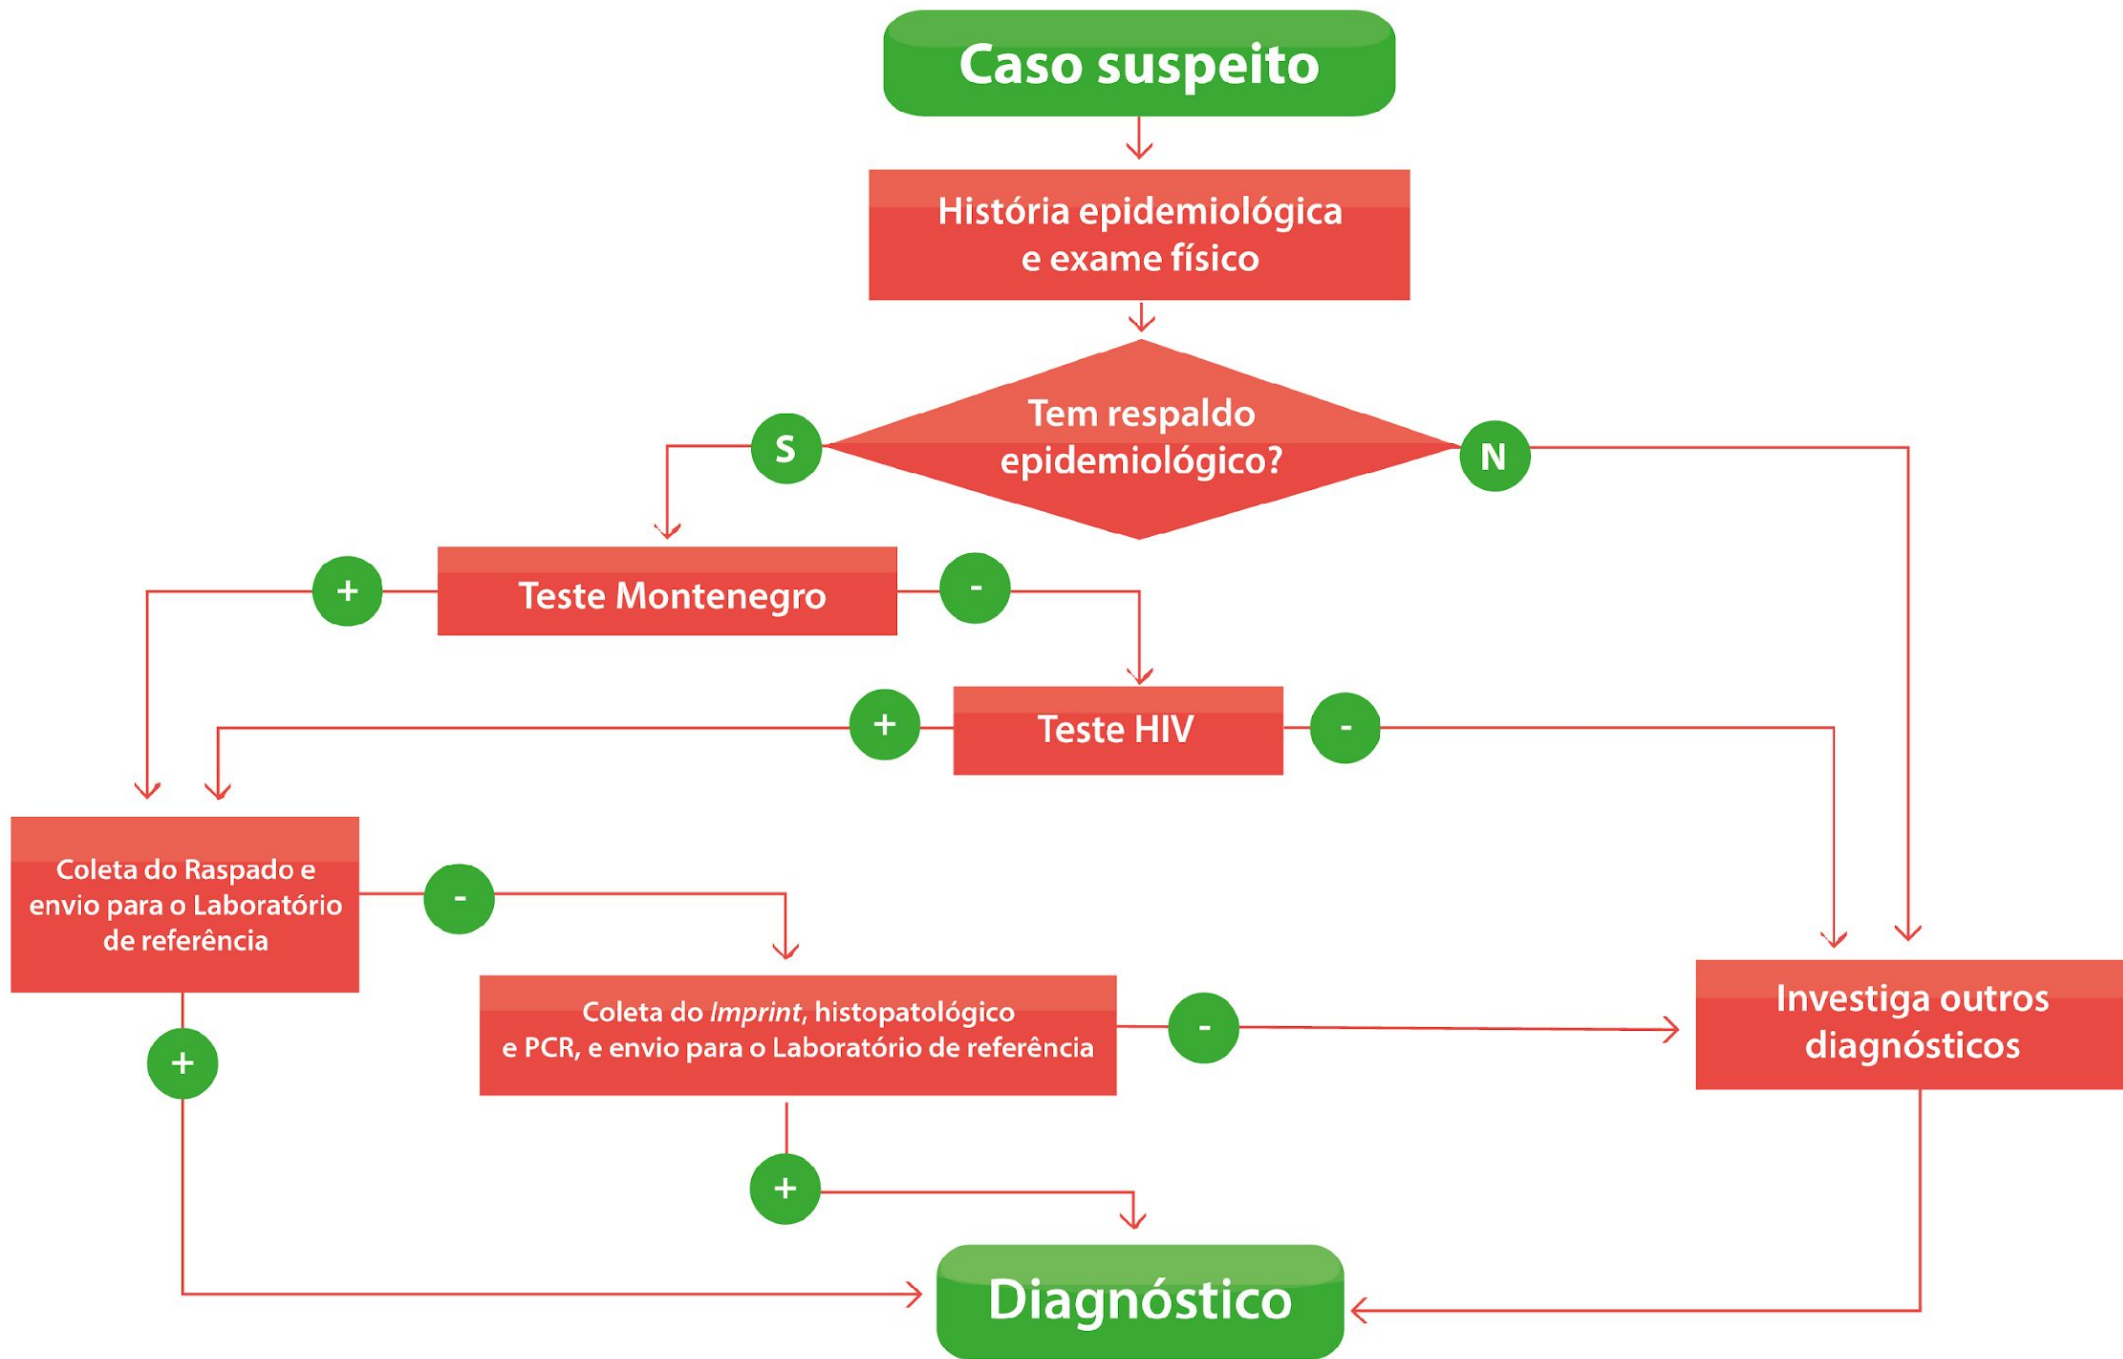 Caso suspeito
História epidemiológica
e exame físico
Tem respaldo
epidemiológico?
S
N
Teste Montenegro
+
-
Teste HIV
+
-
Coleta do Raspado e
envio para o Laboratório
de referência
-
+
Coleta do Imprint, histopatológico
e PCR, e envio para o Laboratório de referência
-
+
Investiga outros
diagnósticos
Diagnóstico